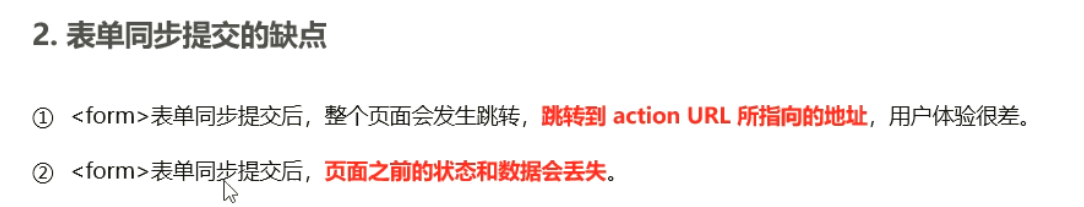 2. 表单同步提交的缺点
① <form>表单同步提交后，整个页面会发生跳转，跳转到 action URL 所指向的地址，用户体验很差。
② <form>表单同步提交后，页面之前的状态和数据会丢失。